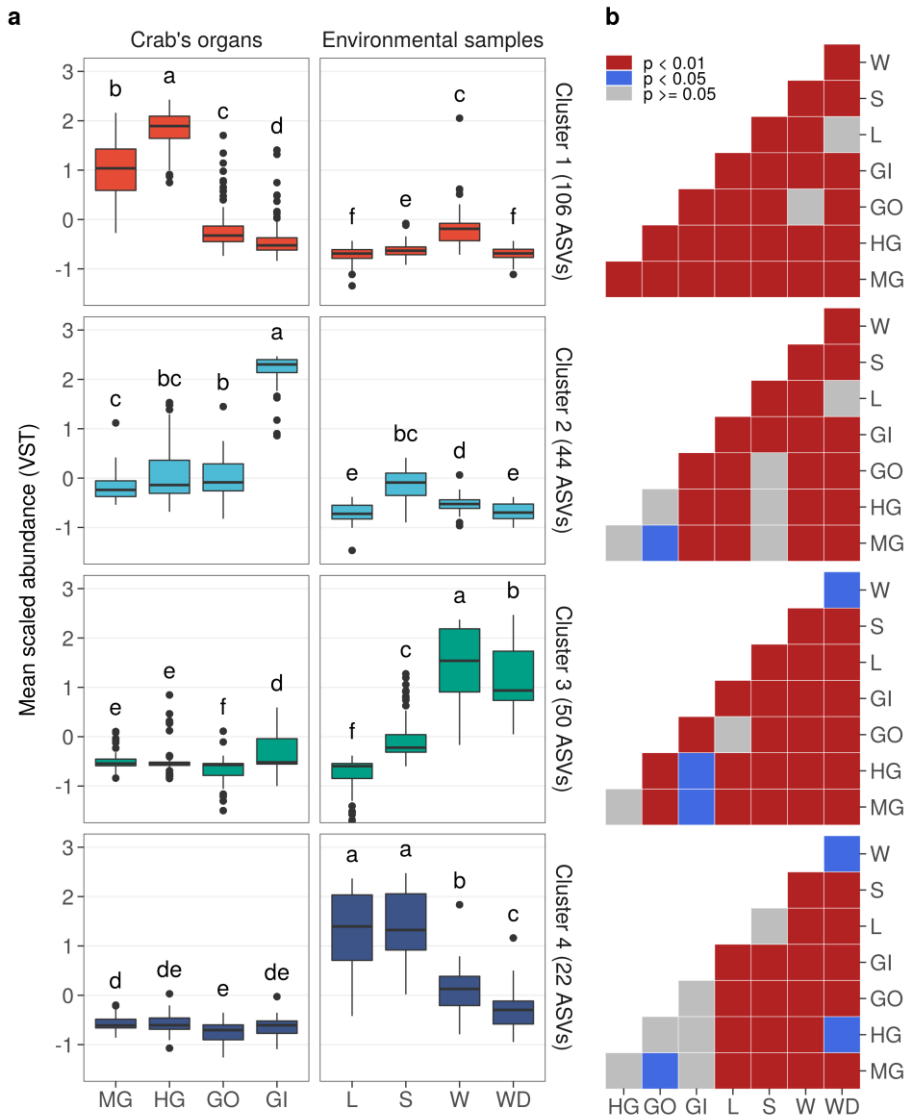 a
b
Crab's organs
Environmental samples
Mean scaled abundance (VST)
3
2
1
0
-1
b
a
c
d
f
e
c
f
Cluster 1 (106 ASVs)
3
2
1
0
-1
c
bc
b
a
e
bc
d
e
Cluster 2 (44 ASVs)
3
2
1
0
-1
e
e
f
d
f
c
a
b
Cluster 3 (50 ASVs)
3
2
1
0
-1
d
de
e
de
a
a
b
c
Cluster 4 (22 ASVs)
MG HG GO GI
L S W WD
p < 0.01
p < 0.05
p >= 0.05
W
S
L
GI
GO
HG
MG
W
S
L
GI
GO
HG
MG
W
S
L
GI
GO
HG
MG
W
S
L
GI
GO
HG
MG
HG GO GI L S W WD